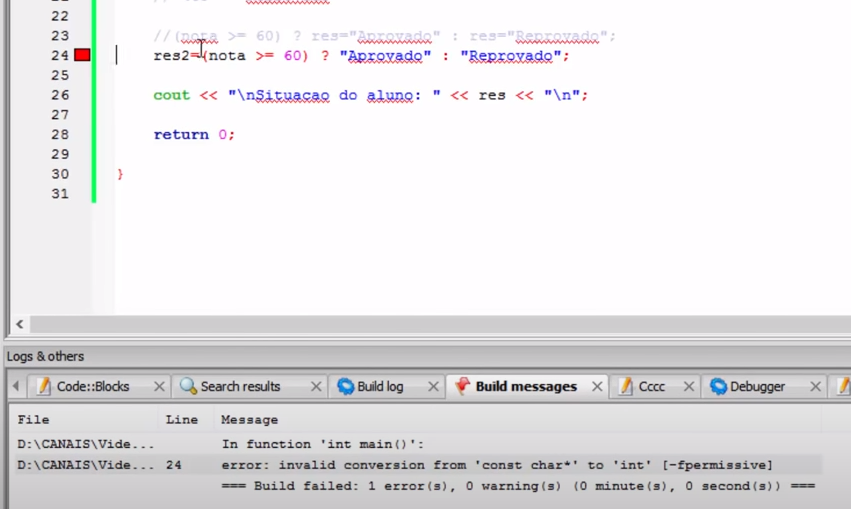 22
23 //(nota >= 60) ? res="Aprovado" : res="Reprovado";
24 res2=(nota >= 60) ? "Aprovado" : "Reprovado";
25
26 cout << "\nSituacao do aluno: " << res << "\n";
27
28 return 0;
29
30 }
31
Logs & others
Code::Blocks Search results Build log Build messages Cccc Debugger
File Line Message
D:\CANAIS\Vide... In function 'int main()':
D:\CANAIS\Vide... 24 error: invalid conversion from 'const char*' to 'int' [-fpermissive]
=== Build failed: 1 error(s), 0 warning(s) (0 minute(s), 0 second(s)) ===